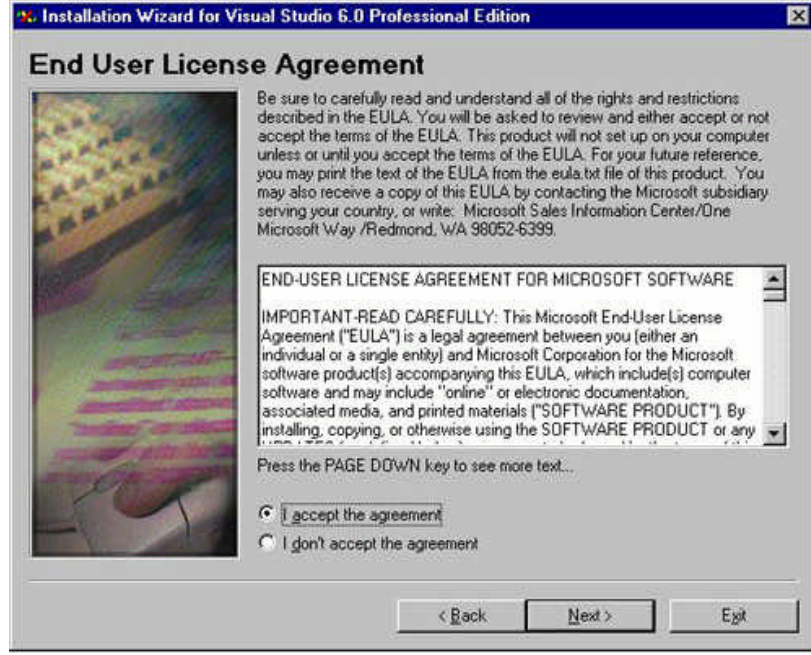 Installation Wizard for Visual Studio 6.0 Professional Edition
End User License Agreement
Be sure to carefully read and understand all of the rights and restrictions
described in the EULA. You will be asked to review and either accept or not
accept the terms of the EULA. This product will not set up on your computer
unless or until you accept the terms of the EULA. For your future reference,
you may print the text of the EULA from the eula.txt file of this product. You
may also receive a copy of this EULA by contacting the Microsoft subsidiary
serving your country, or write: Microsoft Sales Information Center/One
Microsoft Way /Redmond, WA 98052-6399.
END-USER LICENSE AGREEMENT FOR MICROSOFT SOFTWARE
IMPORTANT-READ CAREFULLY: This Microsoft End-User License
Agreement ("EULA") is a legal agreement between you (either an
individual or a single entity) and Microsoft Corporation for the Microsoft
software product(s) accompanying this EULA, which include(s) computer
software and may include "online" or electronic documentation,
associated media, and printed materials ("SOFTWARE PRODUCT"). By
installing, copying, or otherwise using the SOFTWARE PRODUCT or any
Press the PAGE DOWN key to see more text...
I accept the agreement
I don't accept the agreement
< Back
Next >
Exit